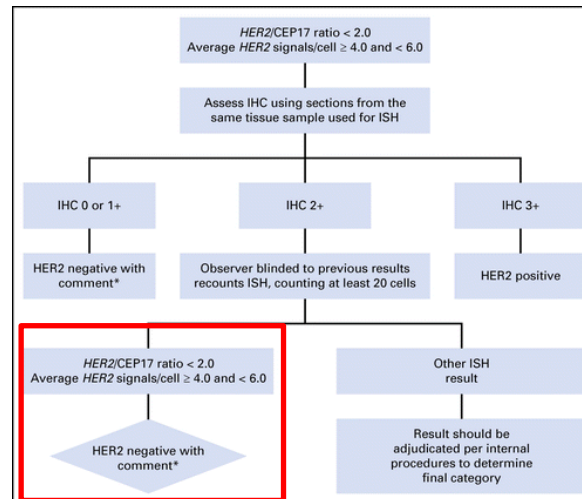 HER2/CEP17 ratio < 2.0
Average HER2 signals/cell ≥ 4.0 and < 6.0
Assess IHC using sections from the
same tissue sample used for ISH
IHC 0 or 1+
IHC 2+
IHC 3+
HER2 negative with
comment*
Observer blinded to previous results
recounts ISH, counting at least 20 cells
HER2 positive
HER2/CEP17 ratio < 2.0
Average HER2 signals/cell ≥ 4.0 and < 6.0
Other ISH
result
HER2 negative with
comment*
Result should be
adjudicated per internal
procedures to determine
final category